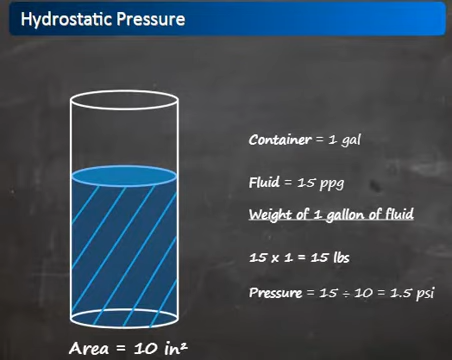 Hydrostatic Pressure
Container = 1 gal
Fluid = 15 ppg
Weight of 1 gallon of fluid
15 x 1 = 15 lbs
Pressure = 15 ÷ 10 = 1.5 psi
Area = 10 in²